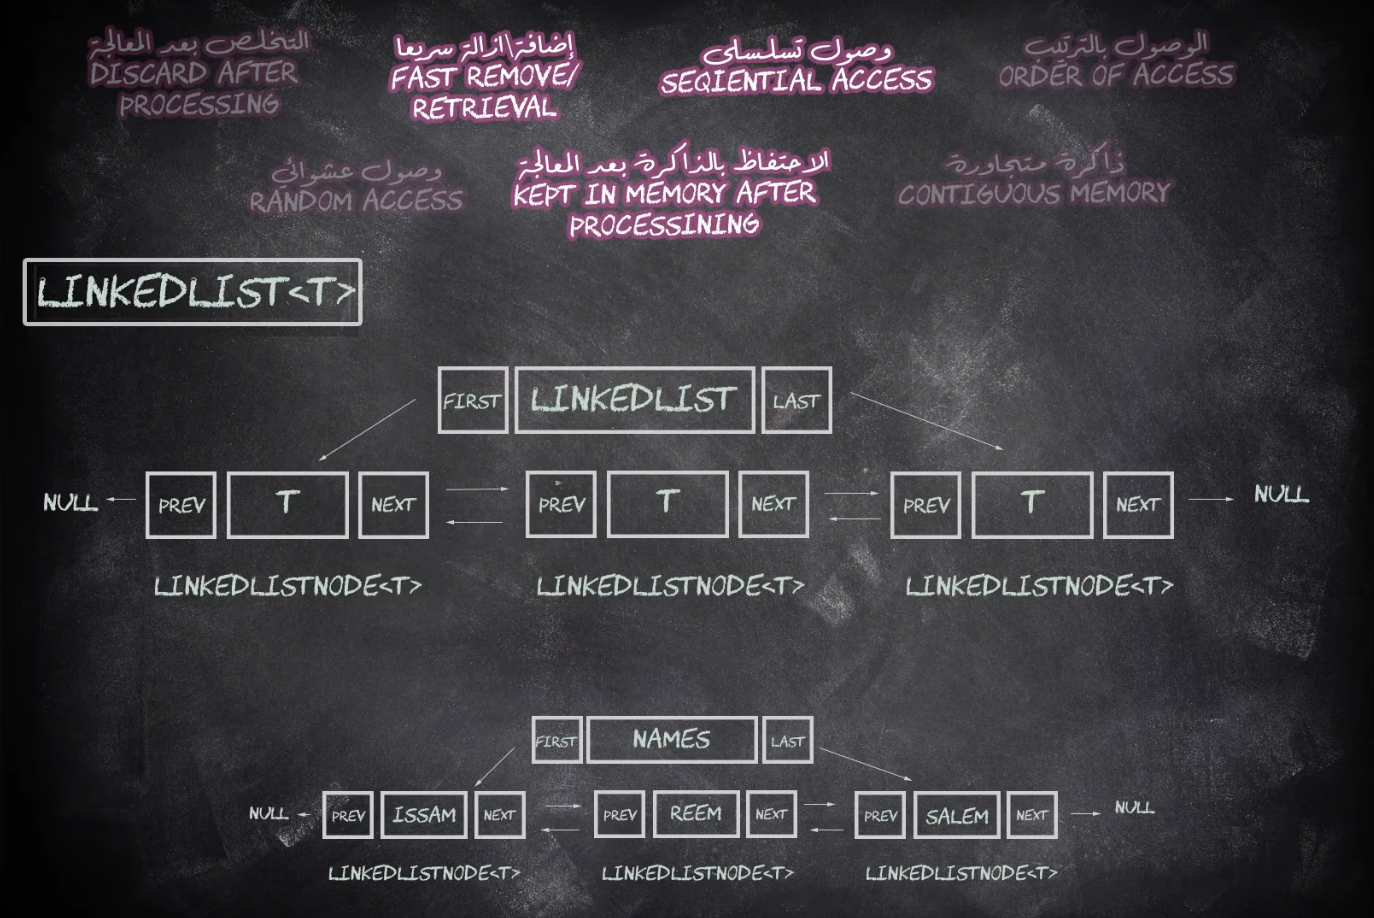 التخلص بعد المعالجة
DISCARD AFTER
PROCESSING
إضافة\ازالة سريعا
FAST REMOVE/
RETRIEVAL
وصول تسلسلي
SEQIENTIAL ACCESS
الوصول بالترتيب
ORDER OF ACCESS
وصول عشوائي
RANDOM ACCESS
الاحتفاظ بالذاكرة بعد المعالجة
KEPT IN MEMORY AFTER
PROCESSINING
ذاكرة متجاورة
CONTIGUOUS MEMORY
LINKEDLIST<T>
FIRST LINKEDLIST LAST
NULL PREV T NEXT PREV T NEXT PREV T NEXT NULL
LINKEDLISTNODE<T> LINKEDLISTNODE<T> LINKEDLISTNODE<T>
FIRST NAMES LAST
NULL PREV ISSAM NEXT PREV REEM NEXT PREV SALEM NEXT NULL
LINKEDLISTNODE<T> LINKEDLISTNODE<T> LINKEDLISTNODE<T>